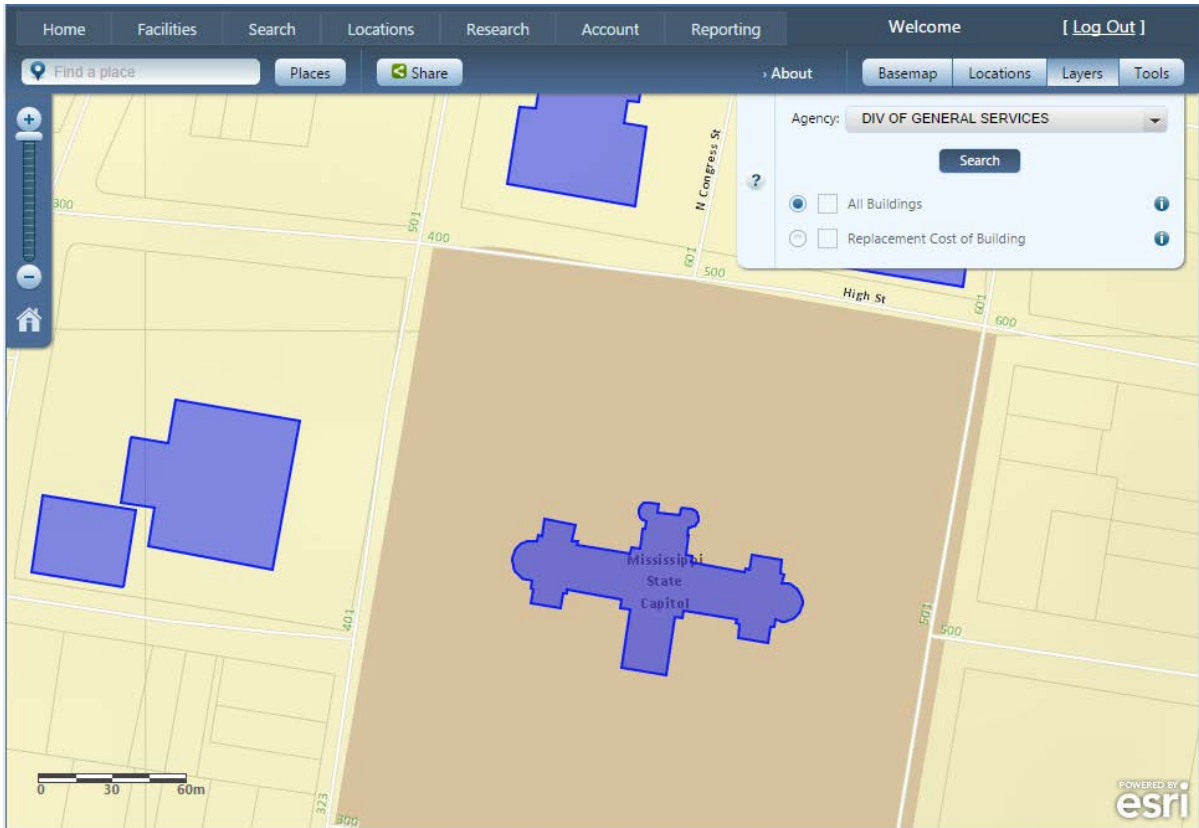 Home Facilities Search Locations Research Account Reporting Welcome [ Log Out ]
Find a place Places Share › About Basemap Locations Layers Tools
Agency: DIV OF GENERAL SERVICES
Search
?
All Buildings
Replacement Cost of Building
N Congress St
300
501
400
601
500
High St
601
600
Mississippi
State
Capitol
401
501
500
0 30 60m
323
300
POWERED BY
esri